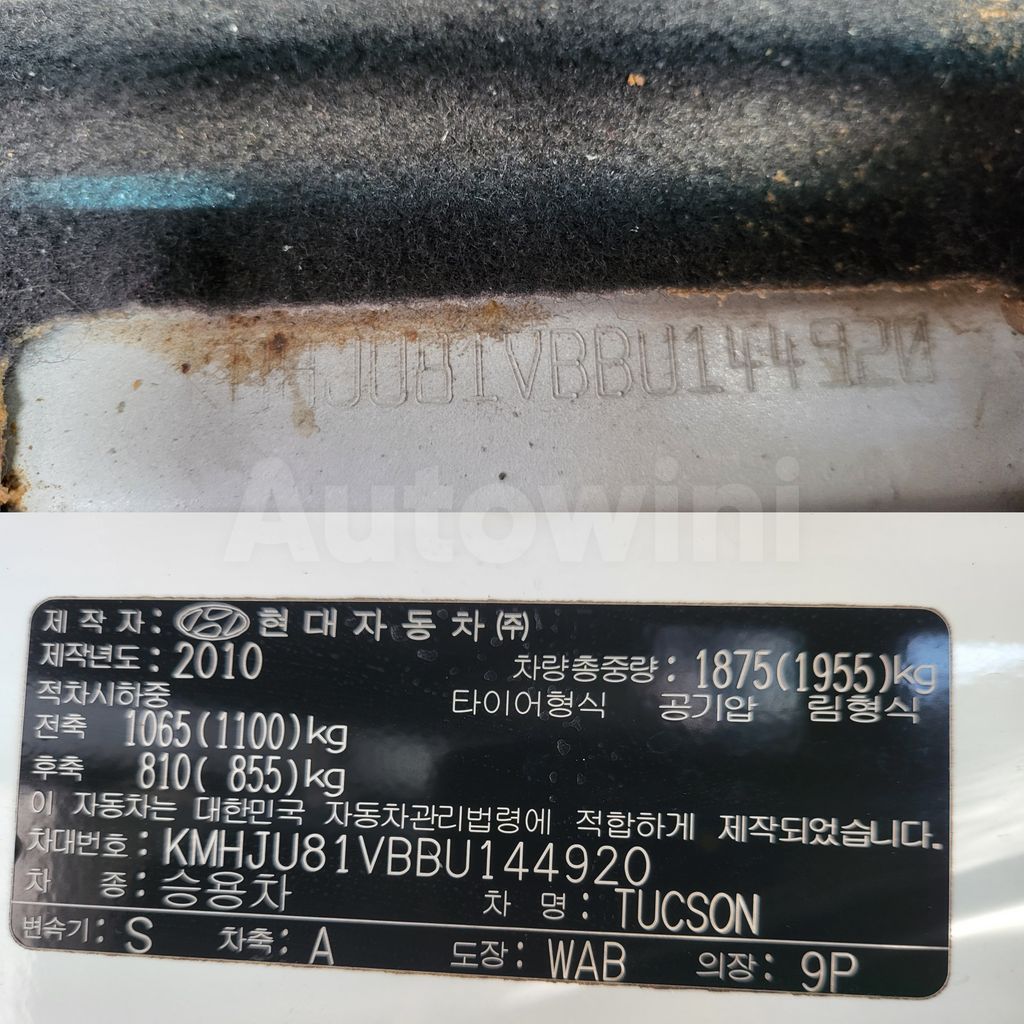 MHJU81VBBU144920
Autowini
제 작 자 : 현 대 자 동 차 ㈜
제작년도 : 2010 차량총중량 : 1875(1955)kg
적차시하중 타이어형식 공기압 림형식
전축 1065(1100)kg
후축 810( 855)kg
이 자동차는 대한민국 자동차관리법령에 적합하게 제작되었습니다.
차대번호 : KMHJU81VBBU144920
차 종 : 승용차 차 명 : TUCSON
변속기 : S 차축 : A 도장 : WAB 의장 : 9P